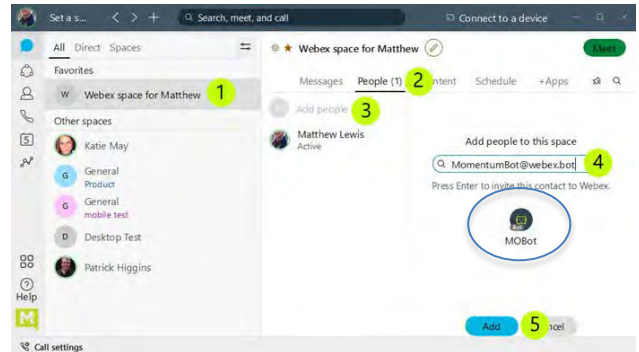 Set a s...
Search, meet, and call
Connect to a device
All Direct Spaces
Favorites
W Webex space for Matthew 1
Other spaces
Katie May
G General
Product
G General
mobile test
D Desktop Test
Patrick Higgins
5
Help
M
Call settings
Webex space for Matthew
Meet
Messages People (1) 2 ntent Schedule +Apps
Add people 3
Matthew Lewis
Active
Add people to this space
MomentumBot@webex.bot 4
Press Enter to invite this contact to Webex.
Bot
MOBot
Add 5 ncel